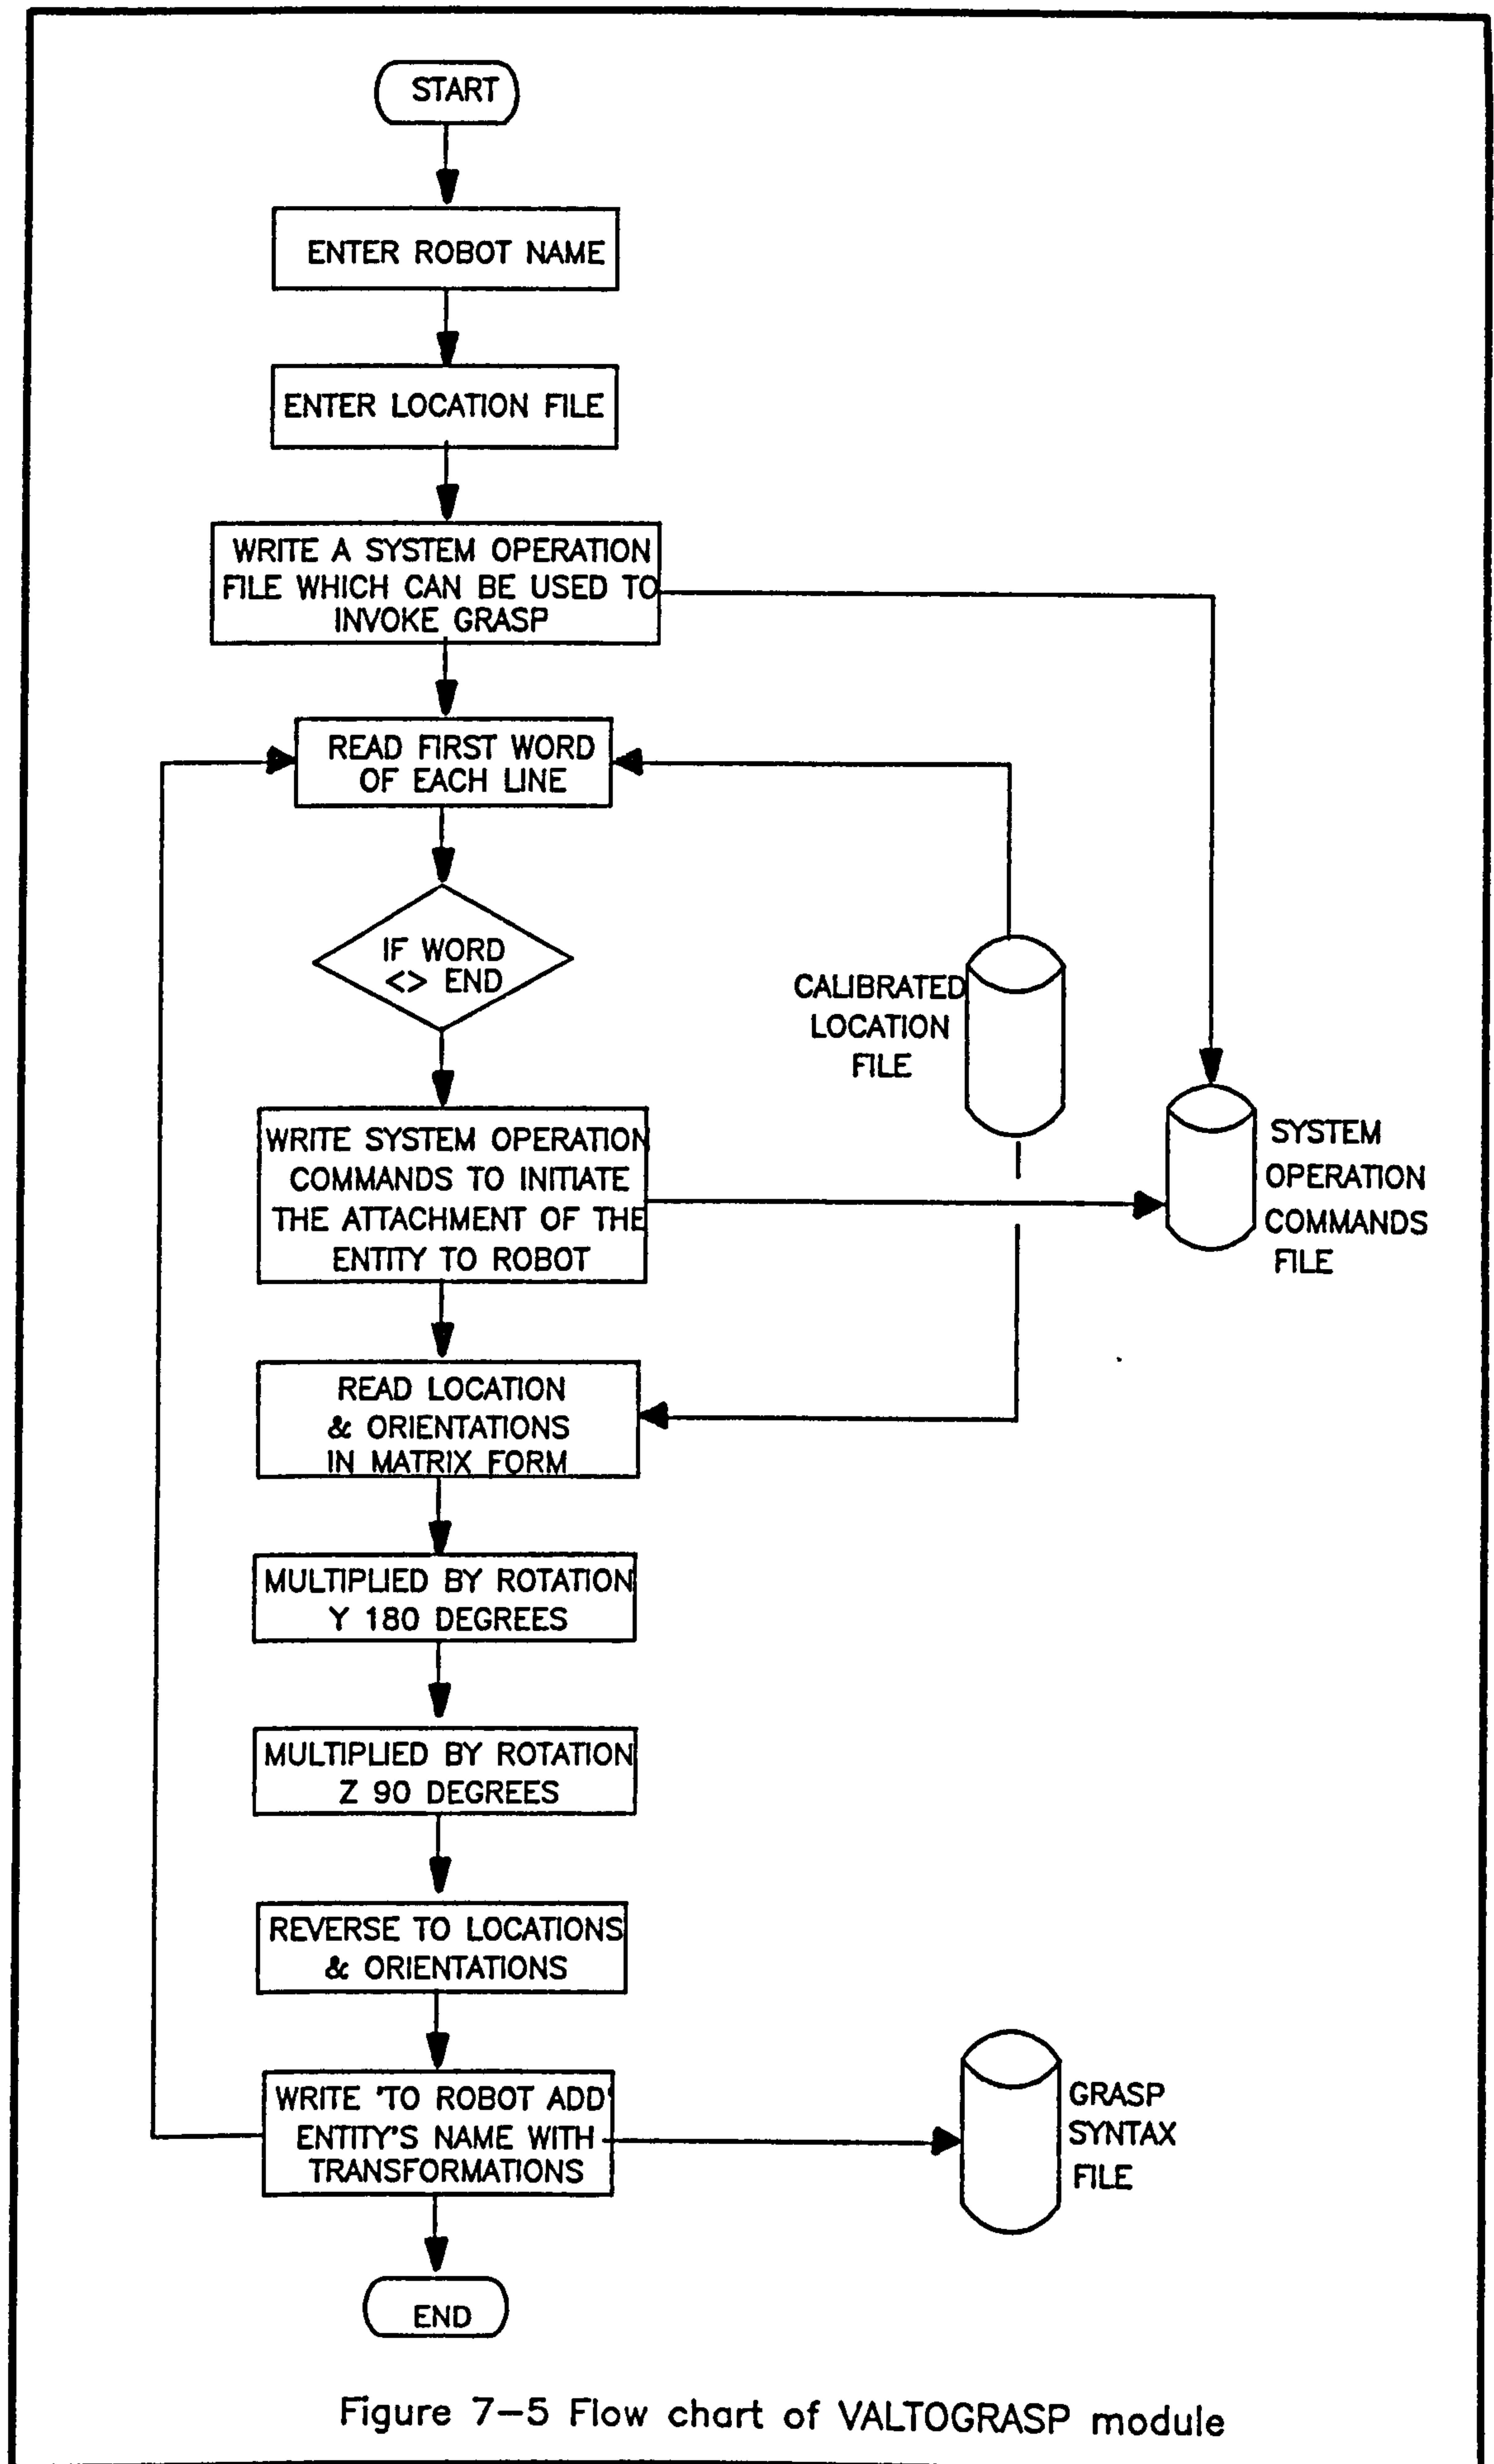 START
ENTER ROBOT NAME
ENTER LOCATION FILE
WRITE A SYSTEM OPERATION
FILE WHICH CAN BE USED TO
INVOKE GRASP
READ FIRST WORD
OF EACH LINE
IF WORD
<> END
CALIBRATED
LOCATION
FILE
WRITE SYSTEM OPERATION
COMMANDS TO INITIATE
THE ATTACHMENT OF THE
ENTITY TO ROBOT
SYSTEM
OPERATION
COMMANDS
FILE
READ LOCATION
& ORIENTATIONS
IN MATRIX FORM
MULTIPLIED BY ROTATION
Y 180 DEGREES
MULTIPLIED BY ROTATION
Z 90 DEGREES
REVERSE TO LOCATIONS
& ORIENTATIONS
WRITE 'TO ROBOT ADD'
ENTITY'S NAME WITH
TRANSFORMATIONS
GRASP
SYNTAX
FILE
END
Figure 7-5 Flow chart of VALTOGRASP module